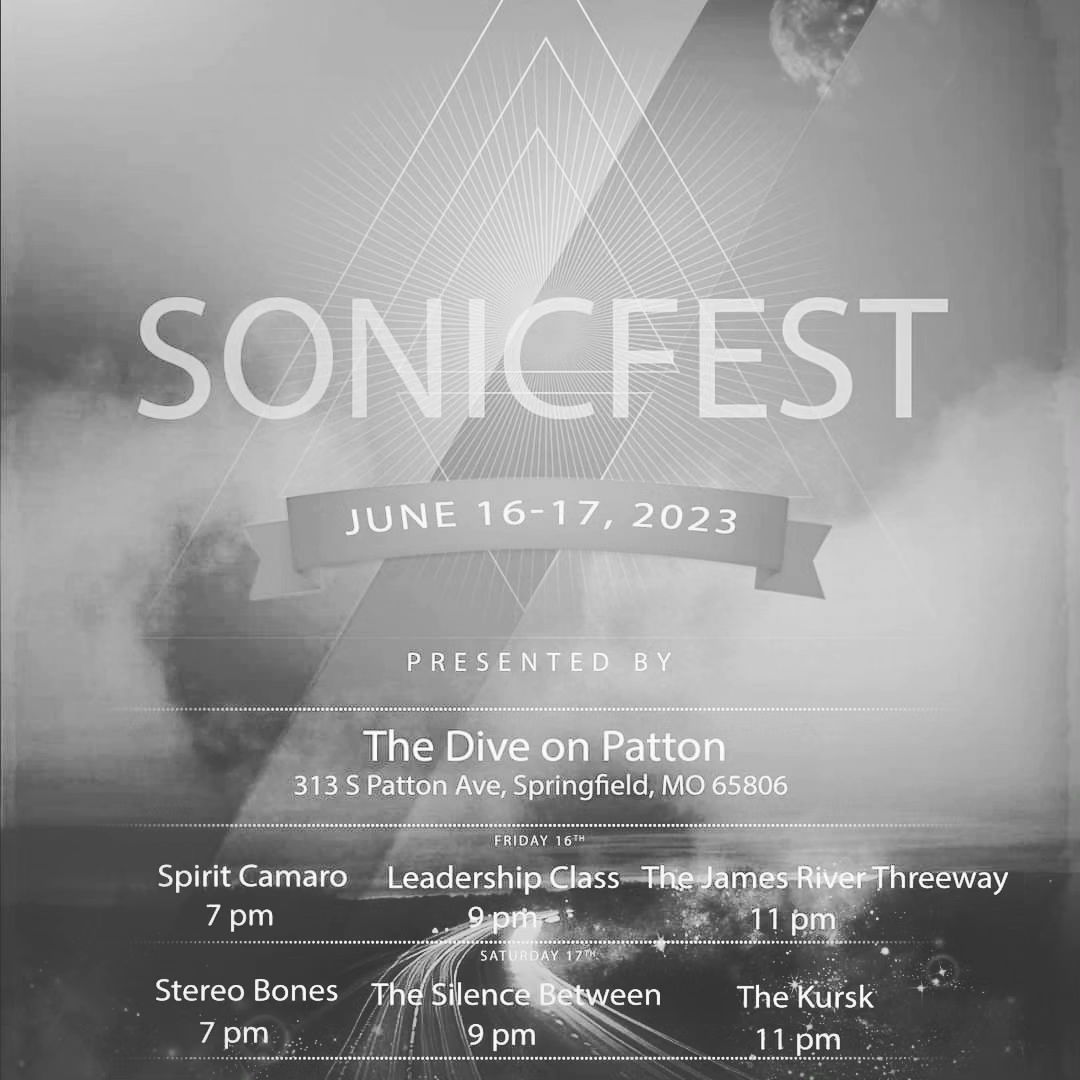 SONICFEST
JUNE 16-17, 2023
PRESENTED BY
The Dive on Patton
313 S Patton Ave, Springfield, MO 65806
FRIDAY 16TH
Spirit Camaro Leadership Class The James River Threeway
7 pm 9 pm 11 pm
SATURDAY 17TH
Stereo Bones The Silence Between The Kursk
7 pm 9 pm 11 pm